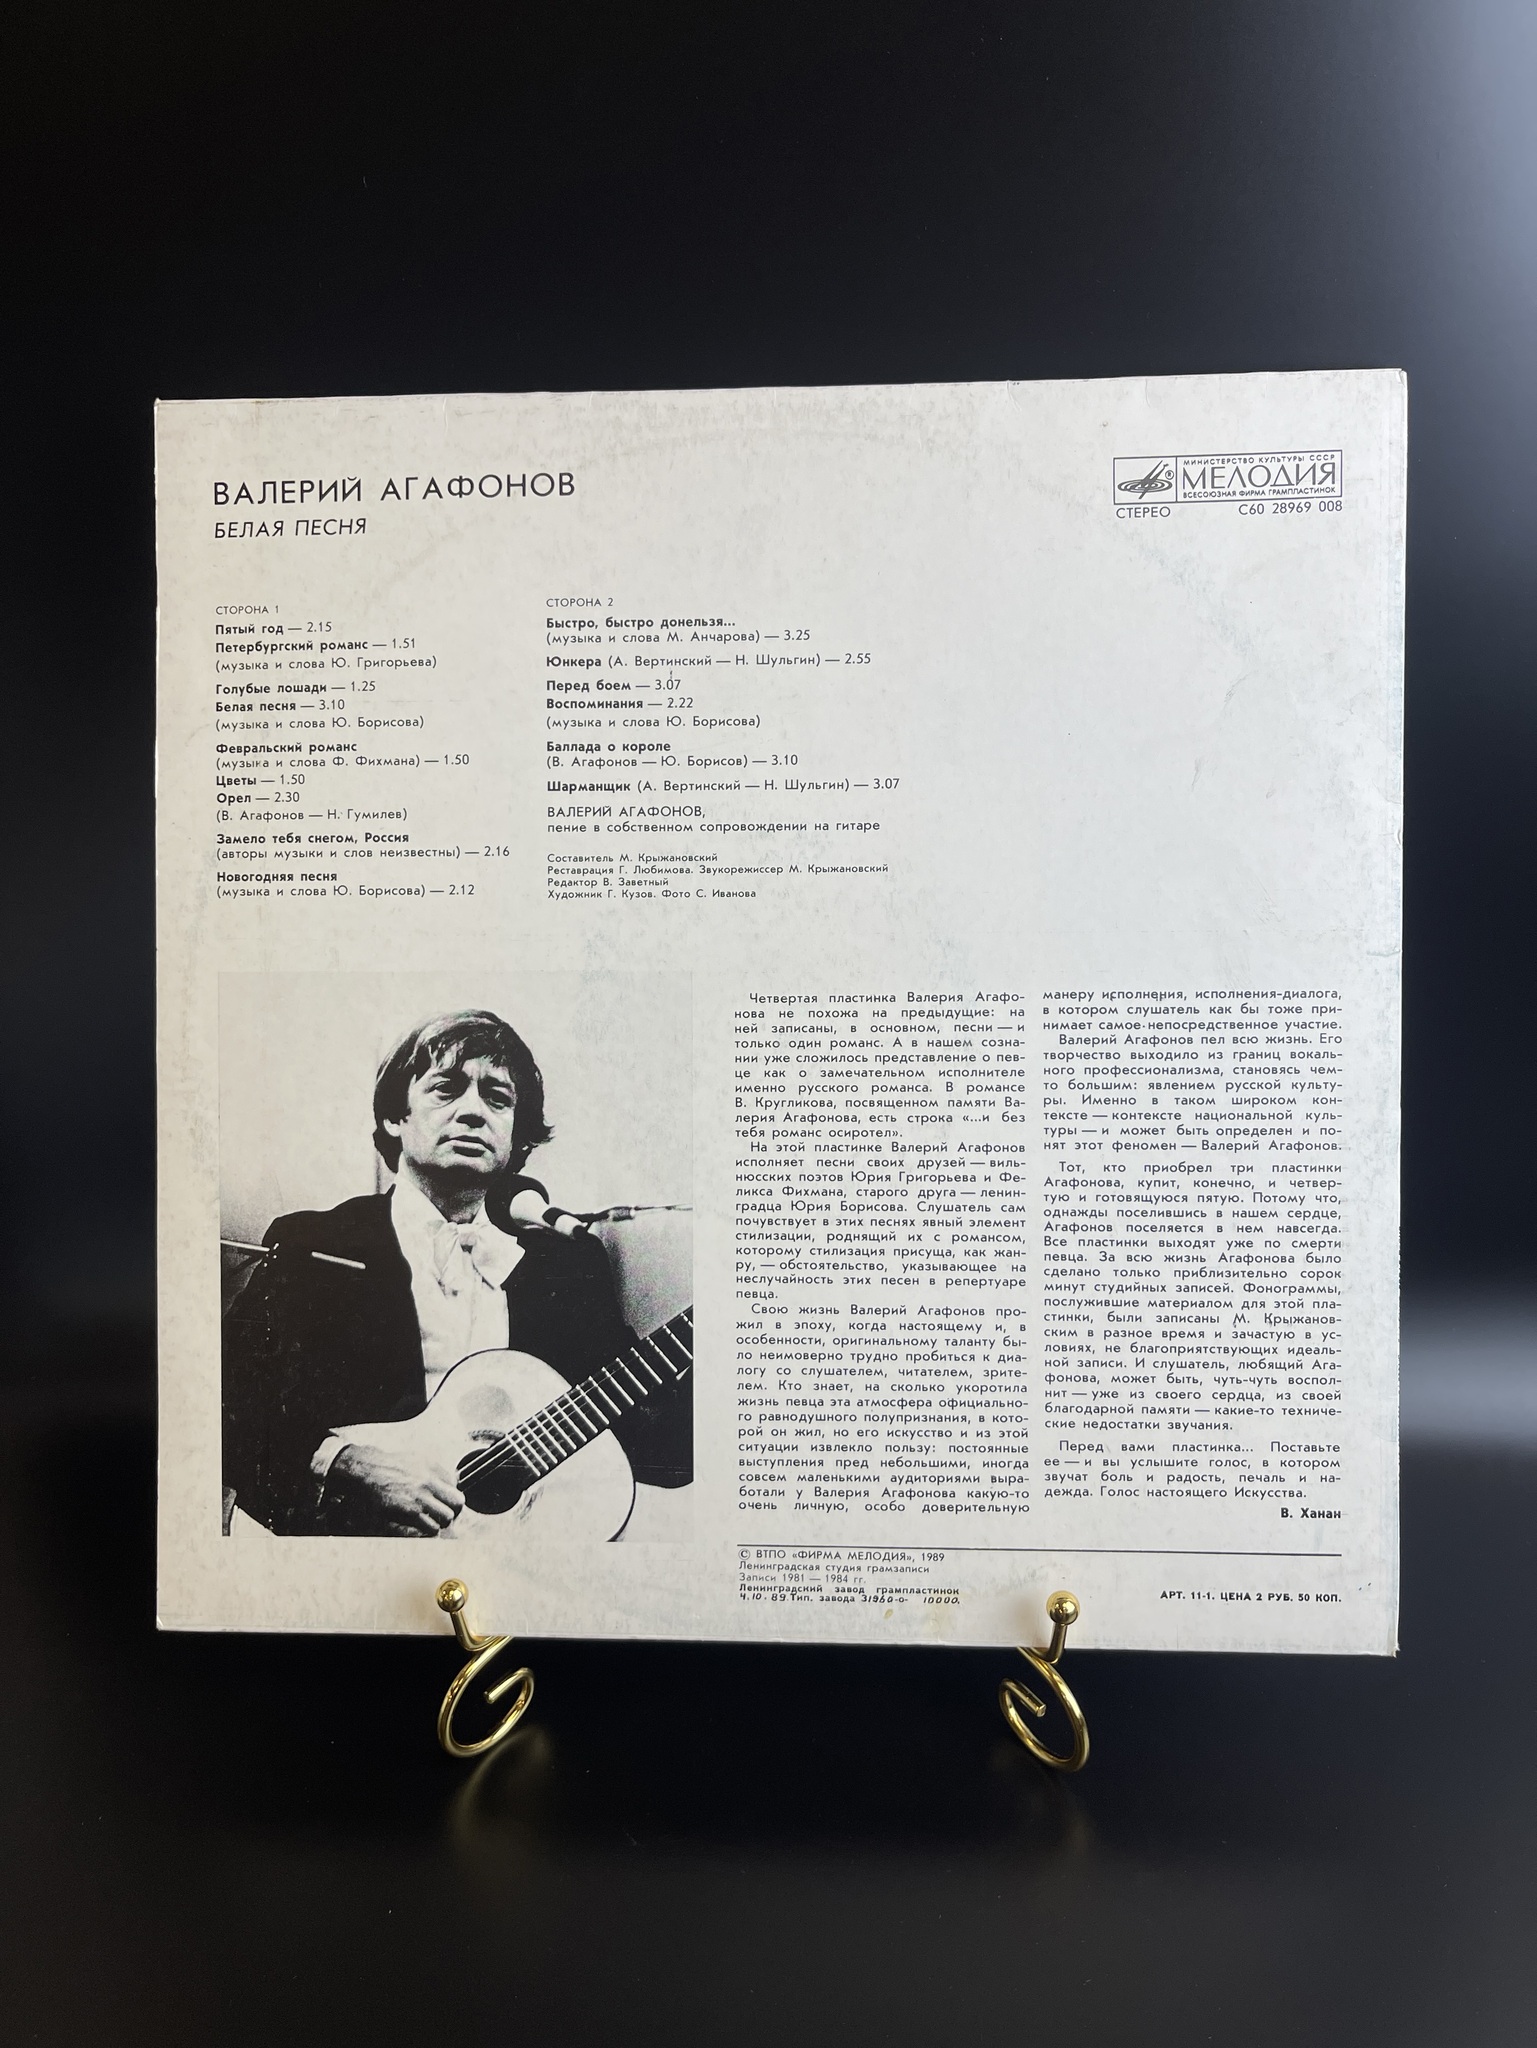 ВАЛЕРИЙ АГАФОНОВ
БЕЛАЯ ПЕСНЯ
МИНИСТЕРСТВО КУЛЬТУРЫ СССР
МЕЛОДИЯ
ВСЕСОЮЗНАЯ ФИРМА ГРАМПЛАСТИНОК
СТЕРЕО
С60 28969 008
СТОРОНА 1
Пятый год — 2.15
Петербургский романс — 1.51
(музыка и слова Ю. Григорьева)
Голубые лошади — 1.25
Белая песня — 3.10
(музыка и слова Ю. Борисова)
Февральский романс
(музыка и слова Ф. Фихмана) — 1.50
Цветы — 1.50
Орел — 2.30
(В. Агафонов — Н. Гумилев)
Замело тебя снегом, Россия
(авторы музыки и слов неизвестны) — 2.16
Новогодняя песня
(музыка и слова Ю. Борисова) — 2.12
СТОРОНА 2
Быстро, быстро донельзя...
(музыка и слова М. Анчарова) — 3.25
Юнкера (А. Вертинский — Н. Шульгин) — 2.55
Перед боем — 3.07
Воспоминания — 2.22
(музыка и слова Ю. Борисова)
Баллада о короле
(В. Агафонов — Ю. Борисов) — 3.10
Шарманщик (А. Вертинский — Н. Шульгин) — 3.07
ВАЛЕРИЙ АГАФОНОВ,
пение в собственном сопровождении на гитаре
Составитель М. Крыжановский
Реставрация Г. Любимова. Звукорежиссер М. Крыжановский
Редактор В. Заветный
Художник Г. Кузов. Фото С. Иванова
Четвертая пластинка Валерия Агафо-
нова не похожа на предыдущие: на
ней записаны, в основном, песни — и
только один романс. А в нашем созна-
нии уже сложилось представление о пев-
це как о замечательном исполнителе
именно русского романса. В романсе
В. Кругликова, посвященном памяти Ва-
лерия Агафонова, есть строка «...и без
тебя романс осиротел».
На этой пластинке Валерий Агафонов
исполняет песни своих друзей — виль-
нюсских поэтов Юрия Григорьева и Фе-
ликса Фихмана, старого друга — ленин-
градца Юрия Борисова. Слушатель сам
почувствует в этих песнях явный элемент
стилизации, роднящий их с романсом,
которому стилизация присуща, как жан-
ру, — обстоятельство, указывающее на
неслучайность этих песен в репертуаре
певца.
Свою жизнь Валерий Агафонов про-
жил в эпоху, когда настоящему и, в
особенности, оригинальному таланту бы-
ло неимоверно трудно пробиться к диа-
логу со слушателем, читателем, зрите-
лем. Кто знает, на сколько укоротила
жизнь певца эта атмосфера официально-
го равнодушного полупризнания, в кото-
рой он жил, но его искусство и из этой
ситуации извлекло пользу: постоянные
выступления пред небольшими, иногда
совсем маленькими аудиториями выра-
ботали у Валерия Агафонова какую-то
очень личную, особо доверительную
манеру исполнения, исполнения-диалога,
в котором слушатель как бы тоже при-
нимает самое непосредственное участие.
Валерий Агафонов пел всю жизнь. Его
творчество выходило из границ вокаль-
ного профессионализма, становясь чем-
то большим: явлением русской культу-
ры. Именно в таком широком кон-
тексте — контексте национальной куль-
туры — и может быть определен и по-
нят этот феномен — Валерий Агафонов.
Тот, кто приобрел три пластинки
Агафонова, купит, конечно, и четвер-
тую и готовящуюся пятую. Потому что,
однажды поселившись в нашем сердце,
Агафонов поселяется в нем навсегда.
Все пластинки выходят уже по смерти
певца. За всю жизнь Агафонова было
сделано только приблизительно сорок
минут студийных записей. Фонограммы,
послужившие материалом для этой пла-
стинки, были записаны М. Крыжанов-
ским в разное время и зачастую в ус-
ловиях, не благоприятствующих идеаль-
ной записи. И слушатель, любящий Ага-
фонова, может быть, чуть-чуть воспол-
нит — уже из своего сердца, из своей
благодарной памяти — какие-то техниче-
ские недостатки звучания.
Перед вами пластинка... Поставьте
ее — и вы услышите голос, в котором
звучат боль и радость, печаль и на-
дежда. Голос настоящего Искусства.
В. Ханан
© ВТПО «ФИРМА МЕЛОДИЯ», 1989
Ленинградская студия грамзаписи
Записи 1981 — 1984 гг.
Ленинградский завод грампластинок
4.10.89 Тип. завода 31960-о- 10000.
АРТ. 11-1. ЦЕНА 2 РУБ. 50 КОП.